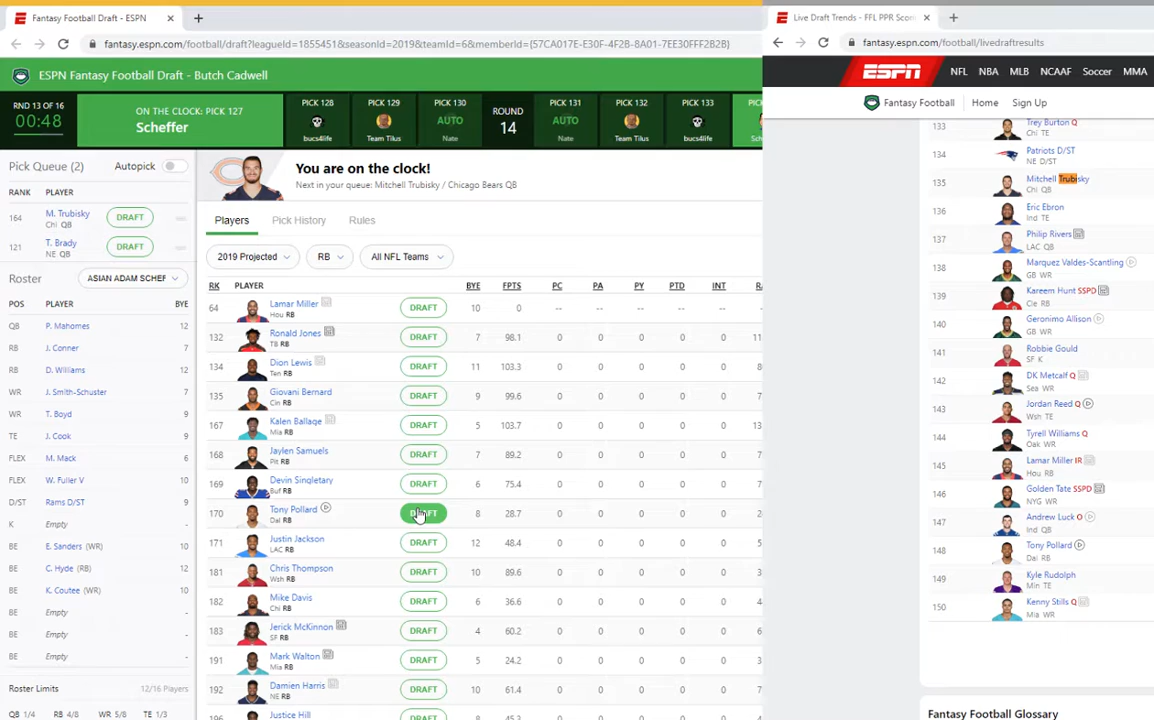 Fantasy Football Draft - ESPN
fantasy.espn.com/football/draft?leagueId=1855451&seasonId=2019&teamId=6&memberId={57CA017E-E30F-4F2B-8A01-7EE30FFF2B2B}
ESPN Fantasy Football Draft - Butch Cadwell
RND 13 OF 16
00:48
ON THE CLOCK: PICK 127
Scheffer
PICK 128
bucs4life
PICK 129
Team Tilus
PICK 130
AUTO
Nate
ROUND
14
PICK 131
AUTO
Nate
PICK 132
Team Tilus
PICK 133
bucs4life
Pick Queue (2)
Autopick
RANK PLAYER
164 M. Trubisky DRAFT
Chi QB
121 T. Brady DRAFT
NE QB
Roster ASIAN ADAM SCHEF
POS PLAYER BYE
QB P. Mahomes 12
RB J. Conner 7
RB D. Williams 12
WR J. Smith-Schuster 7
WR T. Boyd 9
TE J. Cook 9
FLEX M. Mack 6
FLEX W. Fuller V 10
D/ST Rams D/ST 9
K Empty -
BE E. Sanders (WR) 10
BE C. Hyde (RB) 12
BE K. Coutee (WR) 10
BE Empty -
BE Empty -
BE Empty -
Roster Limits 12/16 Players
QB 1/4 RB 4/8 WR 5/8 TE 1/3
You are on the clock!
Next in your queue: Mitchell Trubisky / Chicago Bears QB
Players Pick History Rules
2019 Projected RB All NFL Teams
RK PLAYER BYE FPTS PC PA PY PTD INT
64 Lamar Miller DRAFT 10 0 -- -- -- -- --
Hou RB
132 Ronald Jones DRAFT 7 98.1 0 0 0 0 0
TB RB
134 Dion Lewis DRAFT 11 103.3 0 0 0 0 0
Ten RB
135 Giovani Bernard DRAFT 9 99.6 0 0 0 0 0
Cin RB
167 Kalen Ballage DRAFT 5 103.7 0 0 0 0 0
Mia RB
168 Jaylen Samuels DRAFT 7 89.2 0 0 0 0 0
Pit RB
169 Devin Singletary DRAFT 6 75.4 0 0 0 0 0
Buf RB
170 Tony Pollard DRAFT 8 28.7 0 0 0 0 0
Dal RB
171 Justin Jackson DRAFT 12 48.4 0 0 0 0 0
LAC RB
181 Chris Thompson DRAFT 10 89.6 0 0 0 0 0
Wsh RB
182 Mike Davis DRAFT 6 36.6 0 0 0 0 0
Chi RB
183 Jerick McKinnon DRAFT 4 60.2 0 0 0 0 0
SF RB
191 Mark Walton DRAFT 5 24.2 0 0 0 0 0
Mia RB
192 Damien Harris DRAFT 10 61.4 0 0 0 0 0
NE RB
196 Justice Hill DRAFT 8 45.3 0 0 0 0 0
Live Draft Trends - FFL PPR Scori
fantasy.espn.com/football/livedraftresults
ESPN NFL NBA MLB NCAAF Soccer MMA
Fantasy Football Home Sign Up
133 Trey Burton Q
Chi TE
134 Patriots D/ST
NE D/ST
135 Mitchell Trubisky
Chi QB
136 Eric Ebron
Ind TE
137 Philip Rivers
LAC QB
138 Marquez Valdes-Scantling
GB WR
139 Kareem Hunt SSPD
Cle RB
140 Geronimo Allison
GB WR
141 Robbie Gould
SF K
142 DK Metcalf Q
Sea WR
143 Jordan Reed Q
Wsh TE
144 Tyrell Williams Q
Oak WR
145 Lamar Miller IR
Hou RB
146 Golden Tate SSPD
NYG WR
147 Andrew Luck O
Ind QB
148 Tony Pollard
Dal RB
149 Kyle Rudolph
Min TE
150 Kenny Stills Q
Mia WR
Fantasy Football Glossary